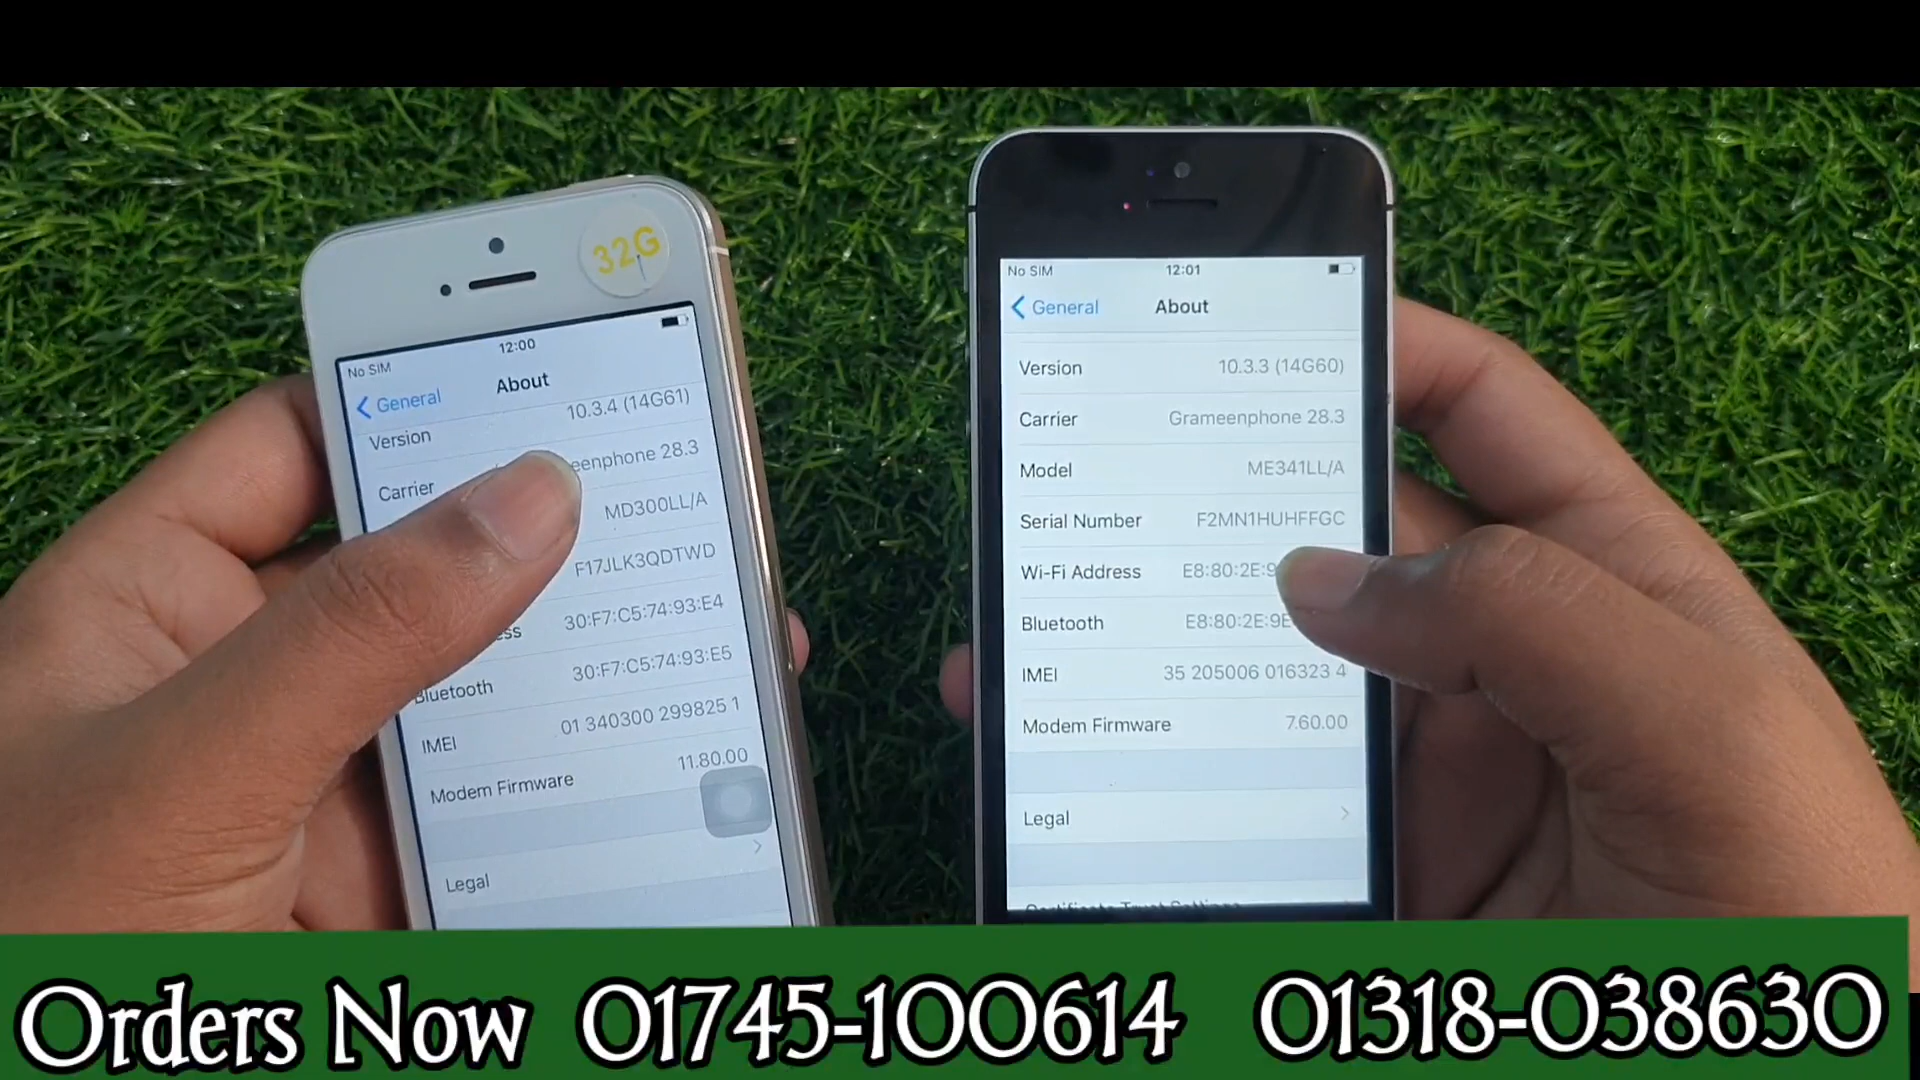 32G
No SIM
12:00
General
About
Version
10.3.4 (14G61)
Carrier
eenphone 28.3
MD300LL/A
F17JLK3QDTWD
ss
30:F7:C5:74:93:E4
Bluetooth
30:F7:C5:74:93:E5
IMEI
01 340300 299825 1
Modem Firmware
11.80.00
Legal
No SIM
12:01
General
About
Version
10.3.3 (14G60)
Carrier
Grameenphone 28.3
Model
ME341LL/A
Serial Number
F2MN1HUHFFGC
Wi-Fi Address
E8:80:2E:9
Bluetooth
E8:80:2E:9E
IMEI
35 205006 016323 4
Modem Firmware
7.60.00
Legal
Certificate Trust Settings
Orders Now 01745-100614 01318-038630